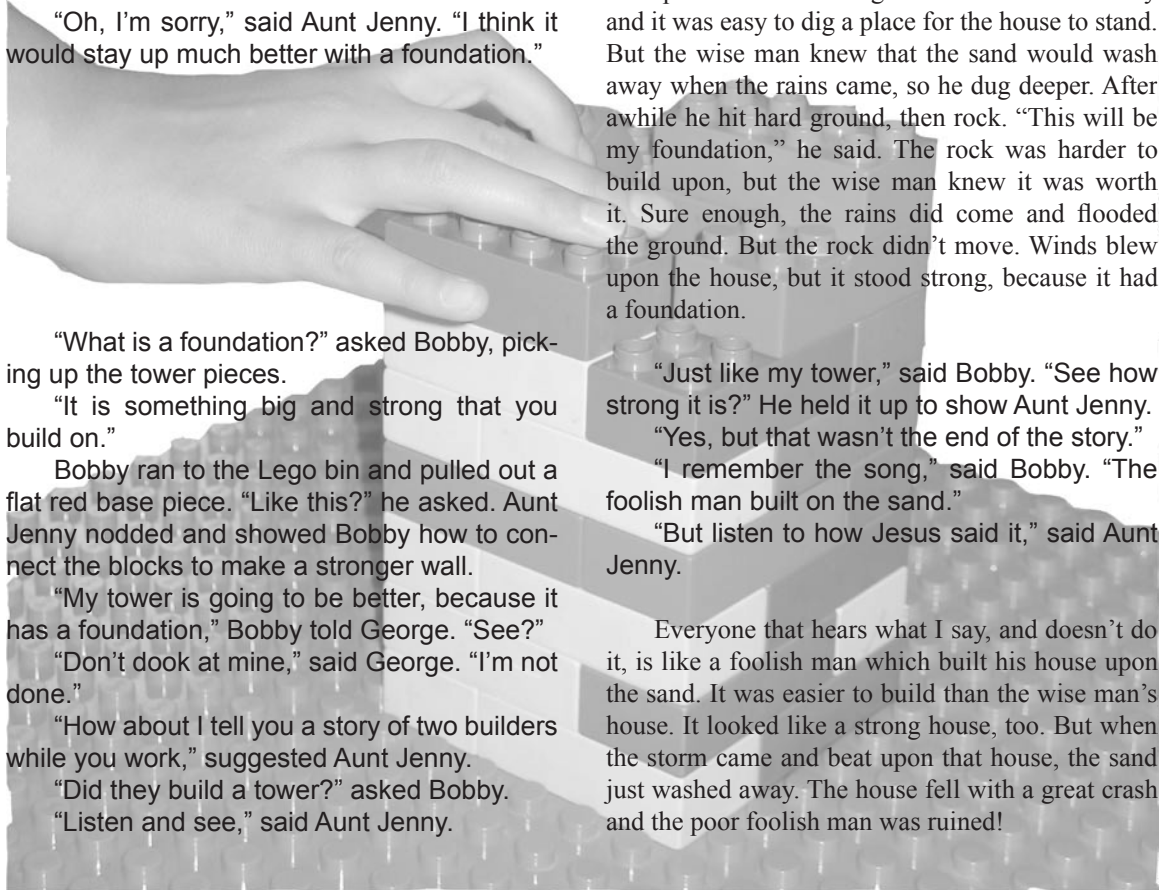 “Oh, I’m sorry,” said Aunt Jenny. “I think it
would stay up much better with a foundation.”
“What is a foundation?” asked Bobby, pick-
ing up the tower pieces.
“It is something big and strong that you
build on.”
Bobby ran to the Lego bin and pulled out a
flat red base piece. “Like this?” he asked. Aunt
Jenny nodded and showed Bobby how to con-
nect the blocks to make a stronger wall.
“My tower is going to be better, because it
has a foundation,” Bobby told George. “See?”
“Don’t dook at mine,” said George. “I’m not
done.”
“How about I tell you a story of two builders
while you work,” suggested Aunt Jenny.
“Did they build a tower?” asked Bobby.
“Listen and see,” said Aunt Jenny.
and it was easy to dig a place for the house to stand.
But the wise man knew that the sand would wash
away when the rains came, so he dug deeper. After
awhile he hit hard ground, then rock. “This will be
my foundation,” he said. The rock was harder to
build upon, but the wise man knew it was worth
it. Sure enough, the rains did come and flooded
the ground. But the rock didn’t move. Winds blew
upon the house, but it stood strong, because it had
a foundation.
“Just like my tower,” said Bobby. “See how
strong it is?” He held it up to show Aunt Jenny.
“Yes, but that wasn’t the end of the story.”
“I remember the song,” said Bobby. “The
foolish man built on the sand.”
“But listen to how Jesus said it,” said Aunt
Jenny.
Everyone that hears what I say, and doesn’t do
it, is like a foolish man which built his house upon
the sand. It was easier to build than the wise man’s
house. It looked like a strong house, too. But when
the storm came and beat upon that house, the sand
just washed away. The house fell with a great crash
and the poor foolish man was ruined!